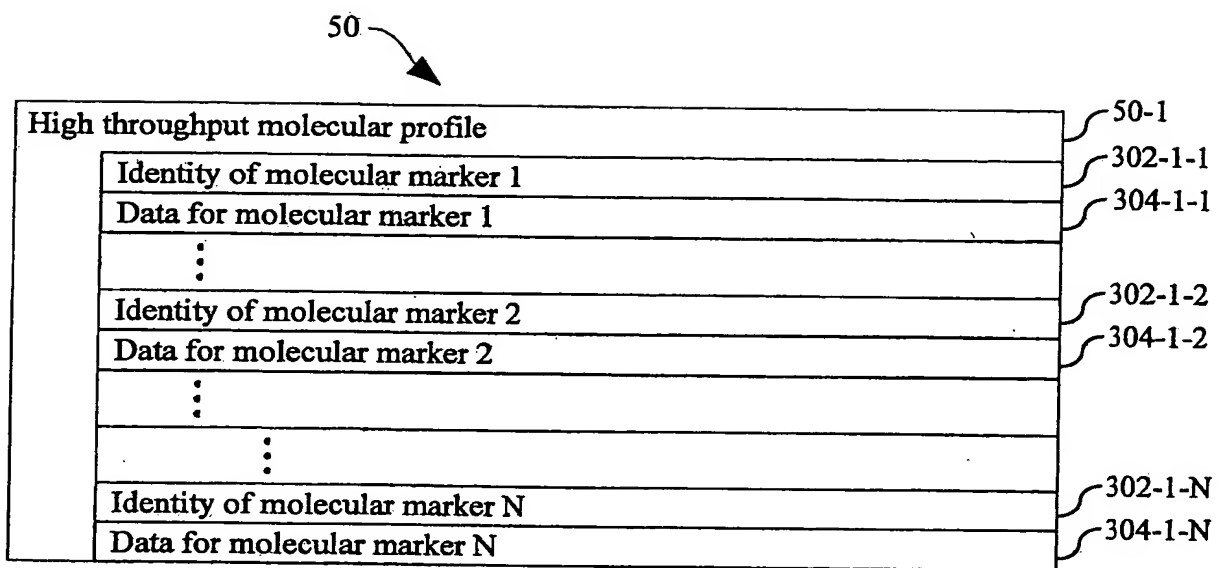 50
High throughput molecular profile 50-1
Identity of molecular marker 1 302-1-1
Data for molecular marker 1 304-1-1
Identity of molecular marker 2 302-1-2
Data for molecular marker 2 304-1-2
Identity of molecular marker N 302-1-N
Data for molecular marker N 304-1-N